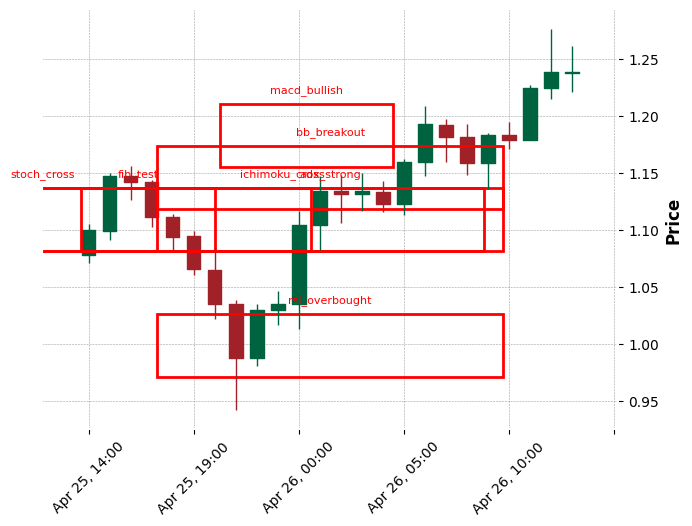 macd_bullish
bb_breakout
stoch_cross
fib_test
adx_strong
rsi_overbought
1.25
1.20
1.15
1.10
1.05
1.00
0.95
Price
Apr 25, 14:00
Apr 25, 19:00
Apr 26, 00:00
Apr 26, 05:00
Apr 26, 10:00